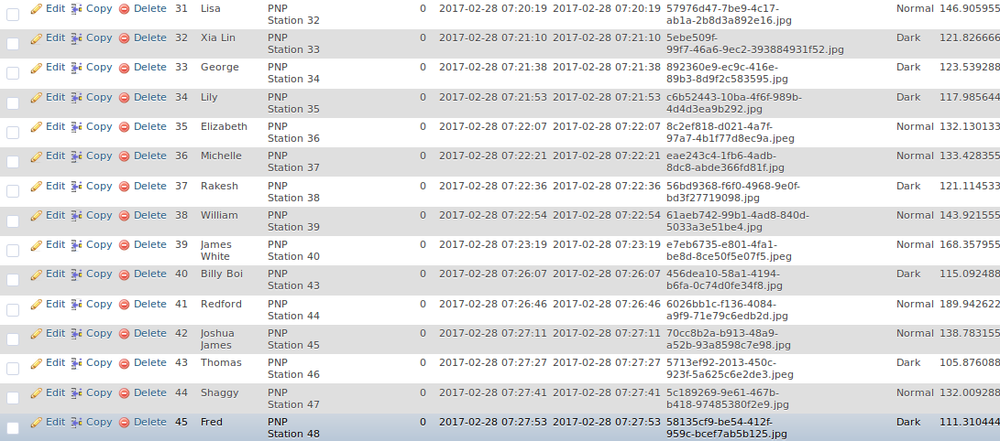 Edit Copy Delete 31 Lisa PNP 0 2017-02-28 07:20:19 2017-02-28 07:20:19 57976d47-7be9-4c17- Normal 146.905955
Station 32 ab1a-2b8d3a892e16.jpg
Edit Copy Delete 32 Xia Lin PNP 0 2017-02-28 07:21:10 2017-02-28 07:21:10 5ebe509f- Dark 121.826666
Station 33 99f7-46a6-9ec2-393884931f52.jpg
Edit Copy Delete 33 George PNP 0 2017-02-28 07:21:38 2017-02-28 07:21:38 892360e9-ec9c-416e- Dark 123.539288
Station 34 89b3-8d9f2c583595.jpg
Edit Copy Delete 34 Lily PNP 0 2017-02-28 07:21:53 2017-02-28 07:21:53 c6b52443-10ba-4f6f-989b- Dark 117.985644
Station 35 4d4d3ea9b292.jpg
Edit Copy Delete 35 Elizabeth PNP 0 2017-02-28 07:22:07 2017-02-28 07:22:07 8c2ef818-d021-4a7f- Normal 132.130133
Station 36 97a7-4b1f77d8ec9a.jpeg
Edit Copy Delete 36 Michelle PNP 0 2017-02-28 07:22:21 2017-02-28 07:22:21 eae243c4-1fb6-4adb- Normal 133.428355
Station 37 8dc8-abde366fd81f.jpg
Edit Copy Delete 37 Rakesh PNP 0 2017-02-28 07:22:36 2017-02-28 07:22:36 56bd9368-f6f0-4968-9e0f- Dark 121.114533
Station 38 bd3f27719098.jpg
Edit Copy Delete 38 William PNP 0 2017-02-28 07:22:54 2017-02-28 07:22:54 61aeb742-99b1-4ad8-840d- Normal 143.921555
Station 39 5033a3e51be4.jpg
Edit Copy Delete 39 James PNP 0 2017-02-28 07:23:19 2017-02-28 07:23:19 e7eb6735-e801-4fa1- Normal 168.357955
White Station 40 be8d-8ce50f5e07f5.jpeg
Edit Copy Delete 40 Billy Boi PNP 0 2017-02-28 07:26:07 2017-02-28 07:26:07 456dea10-58a1-4194- Dark 115.092488
Station 43 b6fa-0c74d0fe34f8.jpg
Edit Copy Delete 41 Redford PNP 0 2017-02-28 07:26:46 2017-02-28 07:26:46 6026bb1c-f136-4084- Normal 189.942622
Station 44 a9f9-71e79c6edb2d.jpg
Edit Copy Delete 42 Joshua PNP 0 2017-02-28 07:27:11 2017-02-28 07:27:11 70cc8b2a-b913-48a9- Normal 138.783155
James Station 45 a52b-93a8598c7e98.jpg
Edit Copy Delete 43 Thomas PNP 0 2017-02-28 07:27:27 2017-02-28 07:27:27 5713ef92-2013-450c- Dark 105.876088
Station 46 923f-5a625c6e2de3.jpeg
Edit Copy Delete 44 Shaggy PNP 0 2017-02-28 07:27:41 2017-02-28 07:27:41 5c189269-9e61-467b- Normal 132.009288
Station 47 b418-97485380f2e9.jpg
Edit Copy Delete 45 Fred PNP 0 2017-02-28 07:27:53 2017-02-28 07:27:53 58135cf9-be54-412f- Dark 111.310444
Station 48 959c-bcef7ab5b125.jpg